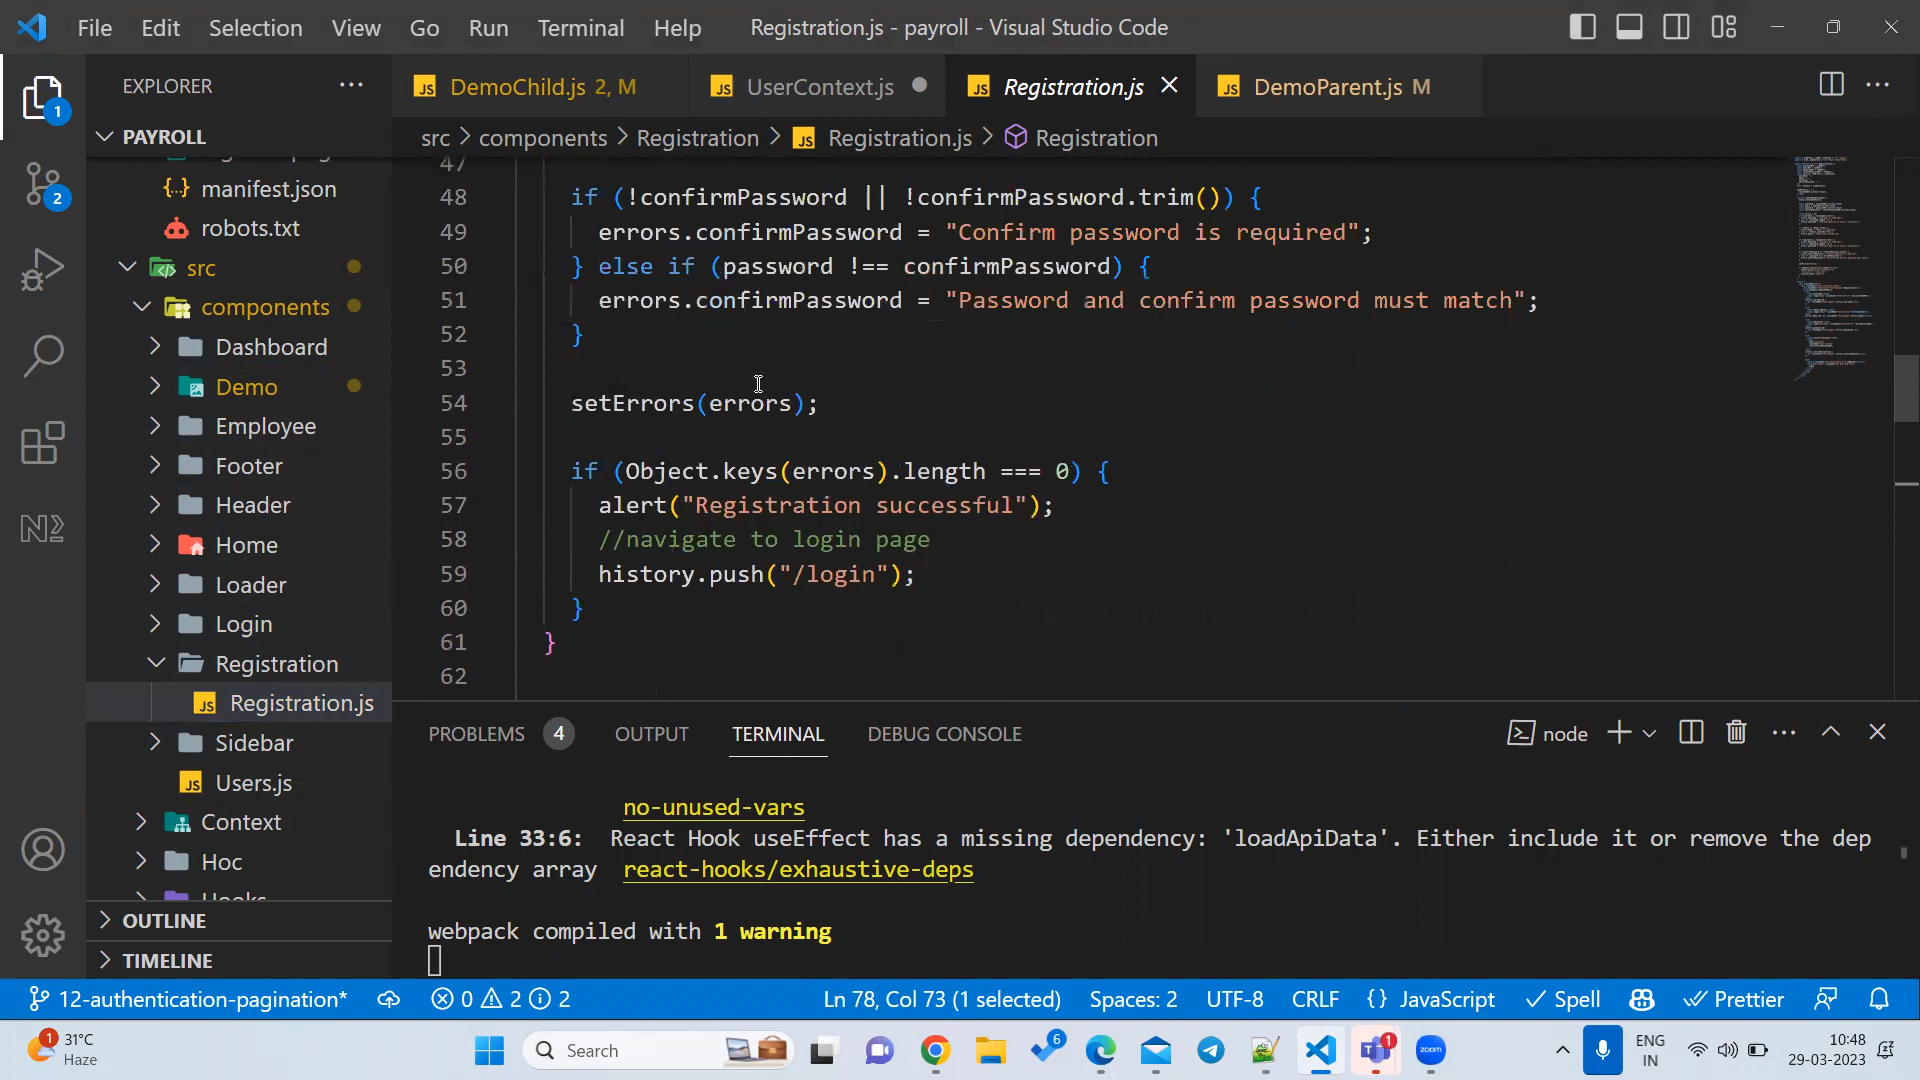 File Edit Selection View Go Run Terminal Help Registration.js - payroll - Visual Studio Code
EXPLORER
DemoChild.js 2, M UserContext.js Registration.js DemoParent.js M
PAYROLL
src components Registration Registration.js Registration
manifest.json
robots.txt
src
components
Dashboard
Demo
Employee
Footer
Header
Home
Loader
Login
Registration
Registration.js
Sidebar
Users.js
Context
Hoc
Hooks
OUTLINE
TIMELINE
1
2
47
48 if (!confirmPassword || !confirmPassword.trim()) {
49 errors.confirmPassword = "Confirm password is required";
50 } else if (password !== confirmPassword) {
51 errors.confirmPassword = "Password and confirm password must match";
52 }
53
54 setErrors(errors);
55
56 if (Object.keys(errors).length === 0) {
57 alert("Registration successful");
58 //navigate to login page
59 history.push("/login");
60 }
61 }
62
PROBLEMS 4 OUTPUT TERMINAL DEBUG CONSOLE node
no-unused-vars
Line 33:6: React Hook useEffect has a missing dependency: 'loadApiData'. Either include it or remove the dep
endency array react-hooks/exhaustive-deps
webpack compiled with 1 warning
12-authentication-pagination* 0 2 2 Ln 78, Col 73 (1 selected) Spaces: 2 UTF-8 CRLF {} JavaScript Spell Prettier
1 31°C
Haze
Search
6
1
zoom
ENG
IN
10:48
29-03-2023